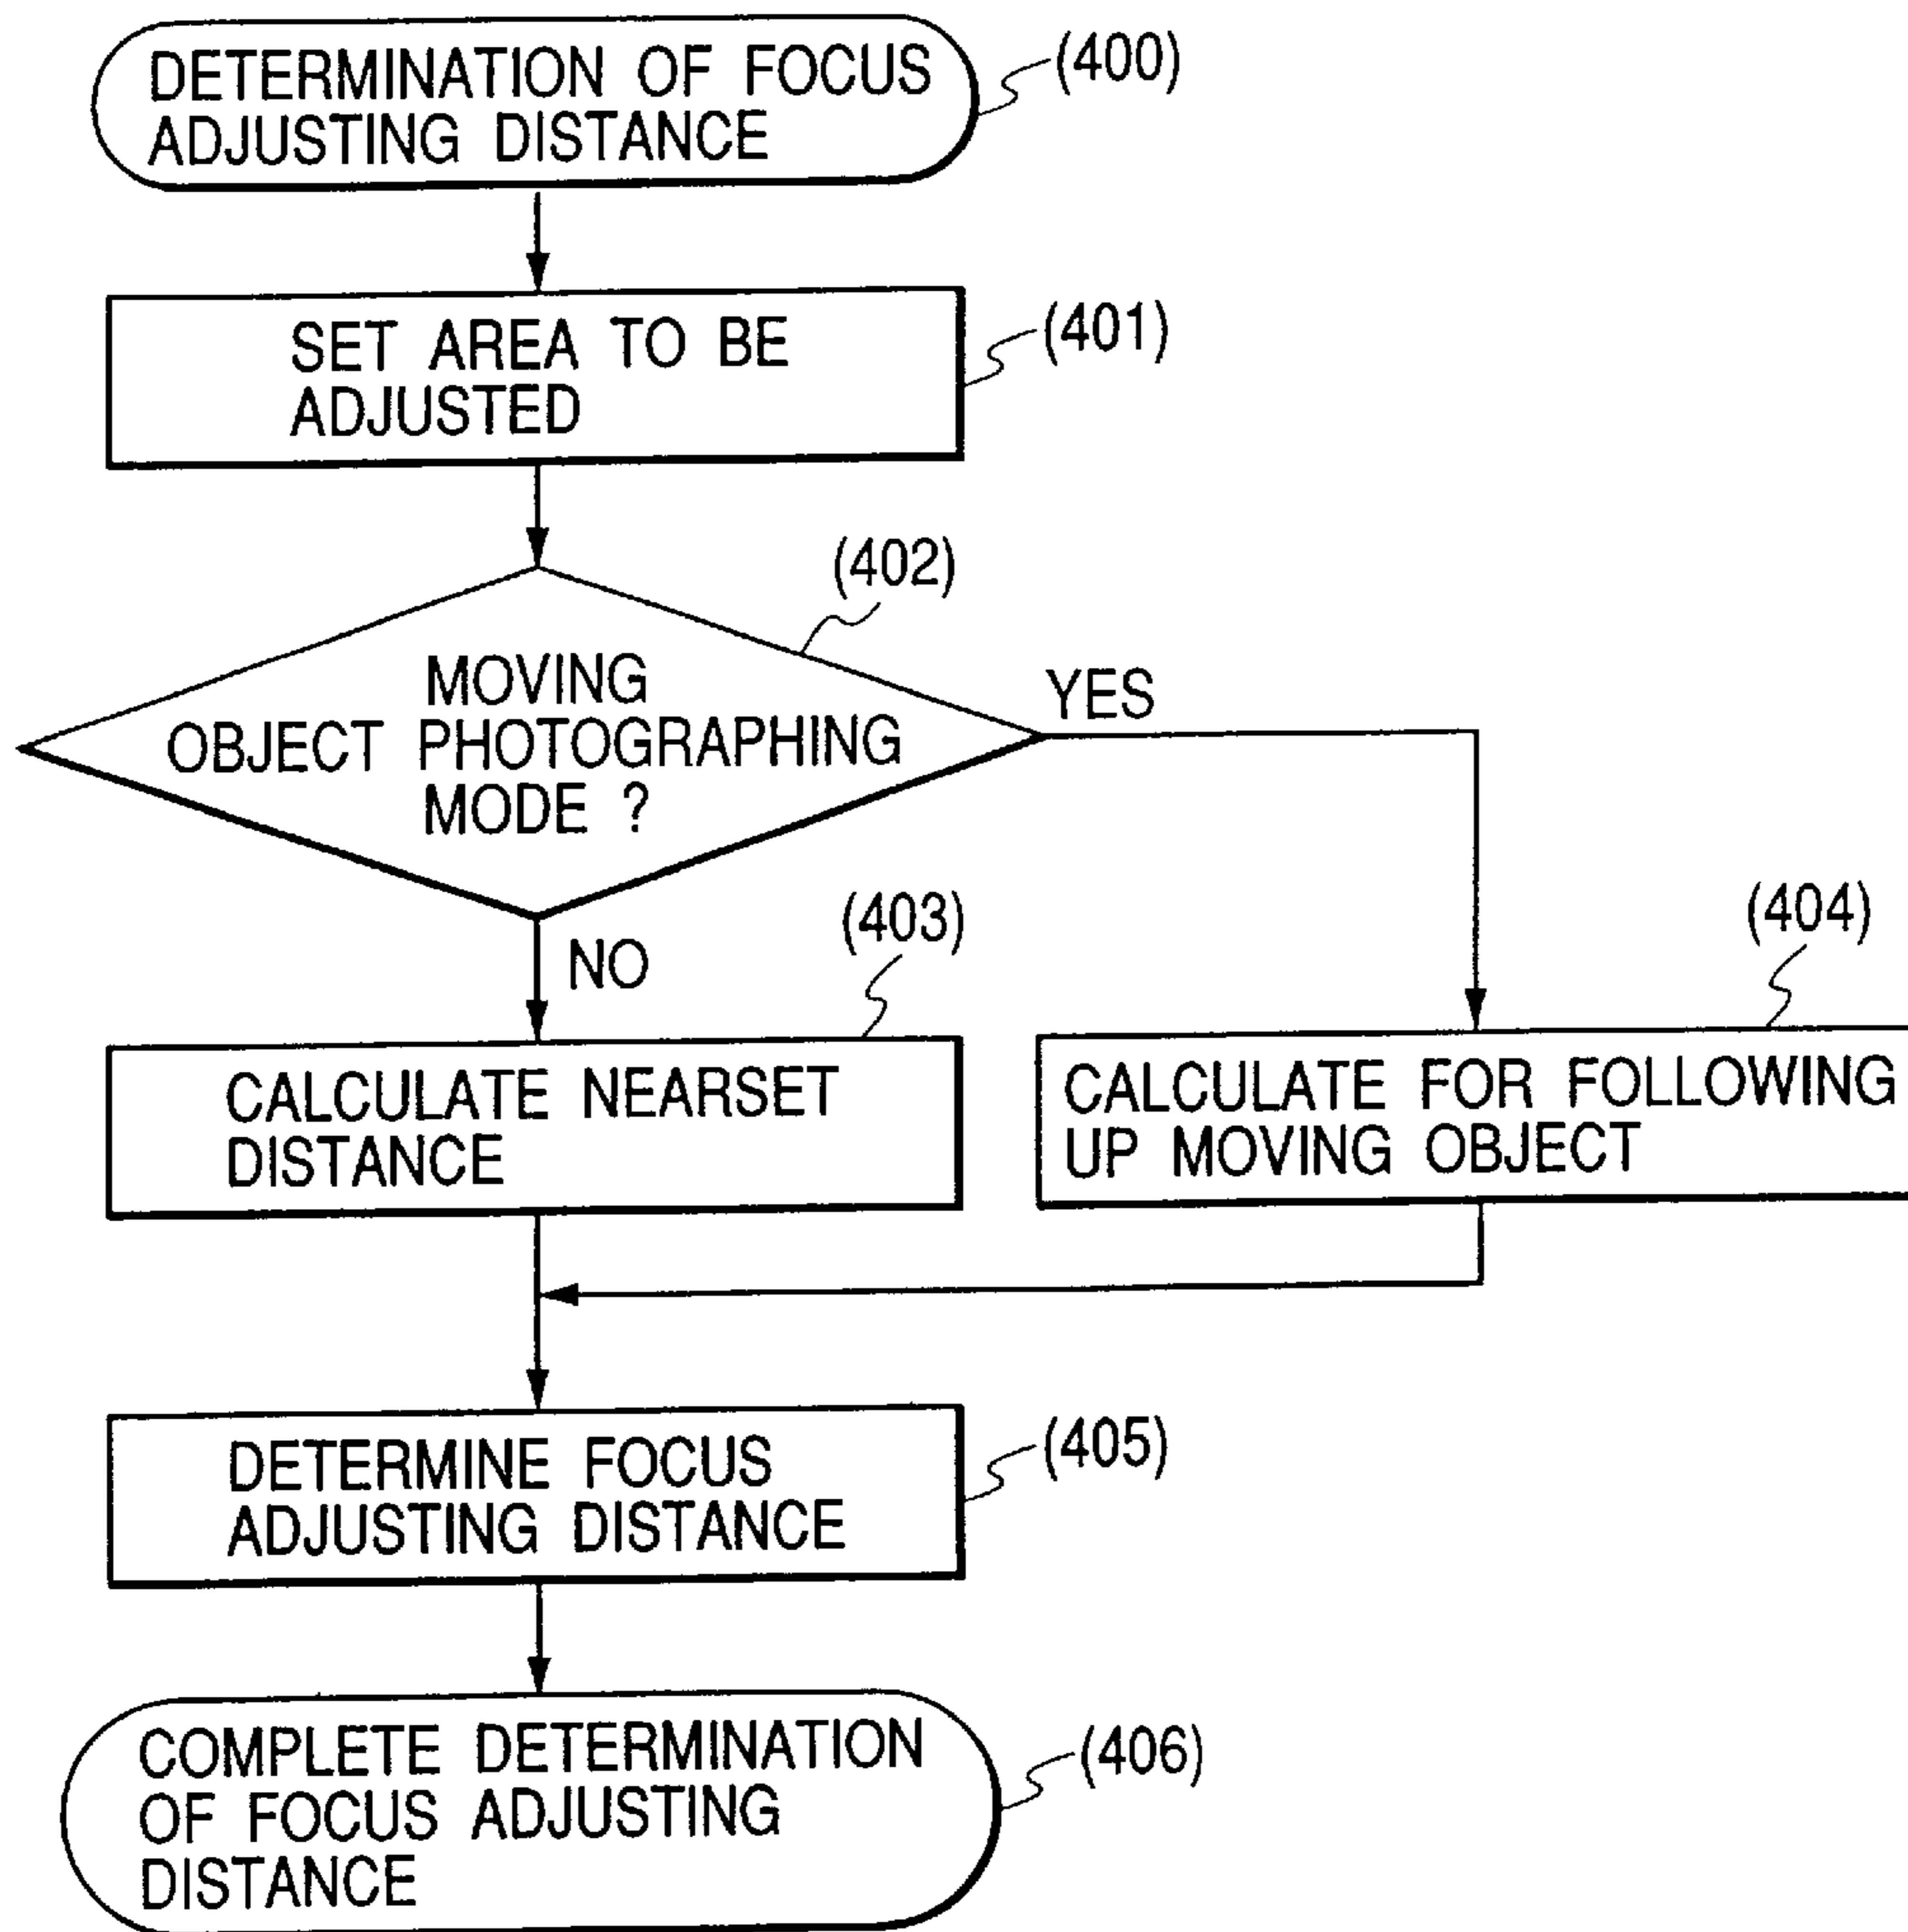 DETERMINATION OF FOCUS
ADJUSTING DISTANCE
(400)
SET AREA TO BE
ADJUSTED
(401)
(402)
MOVING
OBJECT PHOTOGRAPHING
MODE ?
YES
NO
(403)
CALCULATE NEARSET
DISTANCE
(404)
CALCULATE FOR FOLLOWING
UP MOVING OBJECT
DETERMINE FOCUS
ADJUSTING DISTANCE
(405)
COMPLETE DETERMINATION
OF FOCUS ADJUSTING
DISTANCE
(406)